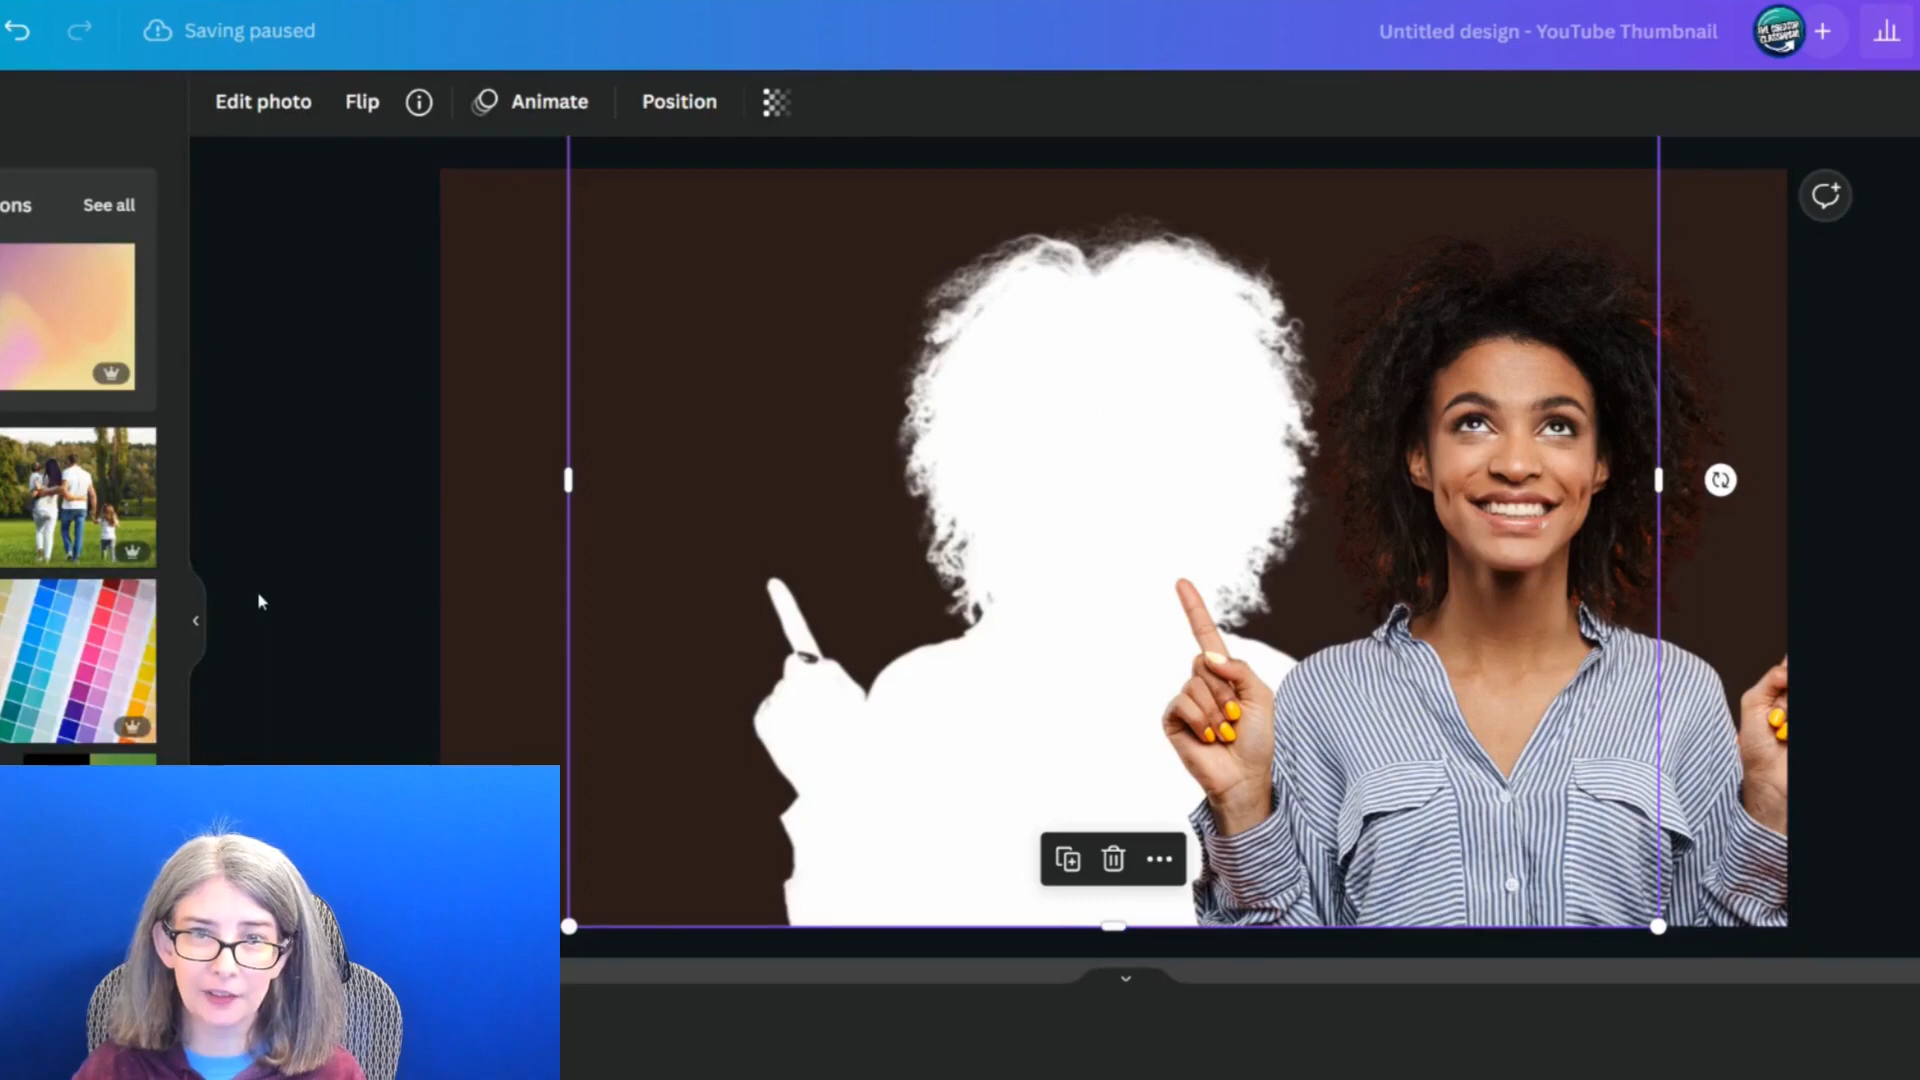 Saving paused
Untitled design - YouTube Thumbnail
Edit photo
Flip
Animate
Position
ons
See all